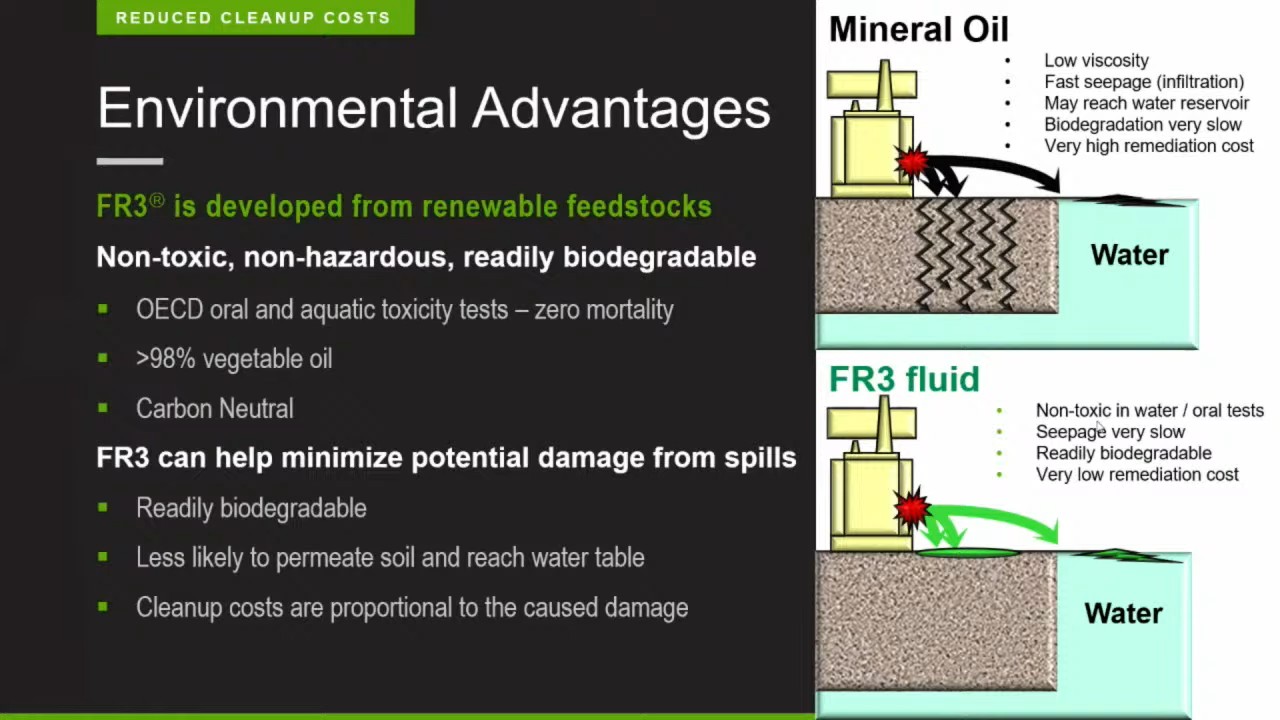 REDUCED CLEANUP COSTS
Environmental Advantages
FR3® is developed from renewable feedstocks
Non-toxic, non-hazardous, readily biodegradable
OECD oral and aquatic toxicity tests – zero mortality
>98% vegetable oil
Carbon Neutral
FR3 can help minimize potential damage from spills
Readily biodegradable
Less likely to permeate soil and reach water table
Cleanup costs are proportional to the caused damage
Mineral Oil
Low viscosity
Fast seepage (infiltration)
May reach water reservoir
Biodegradation very slow
Very high remediation cost
Water
FR3 fluid
Non-toxic in water / oral tests
Seepage very slow
Readily biodegradable
Very low remediation cost
Water